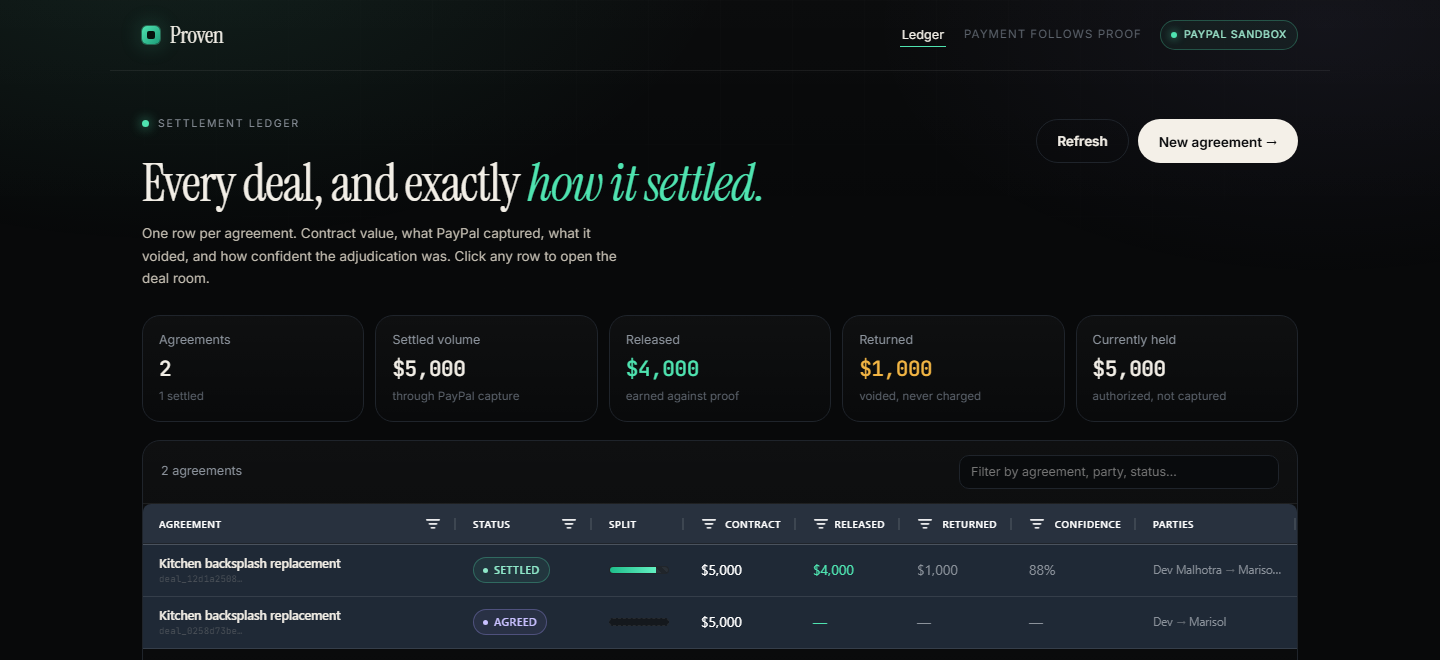 Proven
Ledger PAYMENT FOLLOWS PROOF PAYPAL SANDBOX
SETTLEMENT LEDGER
Refresh New agreement →
Every deal, and exactly how it settled.
One row per agreement. Contract value, what PayPal captured, what it
voided, and how confident the adjudication was. Click any row to open the
deal room.
Agreements
2
1 settled
Settled volume
$5,000
through PayPal capture
Released
$4,000
earned against proof
Returned
$1,000
voided, never charged
Currently held
$5,000
authorized, not captured
2 agreements
Filter by agreement, party, status...
AGREEMENT STATUS SPLIT CONTRACT RELEASED RETURNED CONFIDENCE PARTIES
Kitchen backsplash replacement SETTLED $5,000 $4,000 $1,000 88% Dev Malhotra → Mariso...
deal_12d1a2508…
Kitchen backsplash replacement AGREED $5,000 — — — Dev → Marisol
deal_0258d73be…